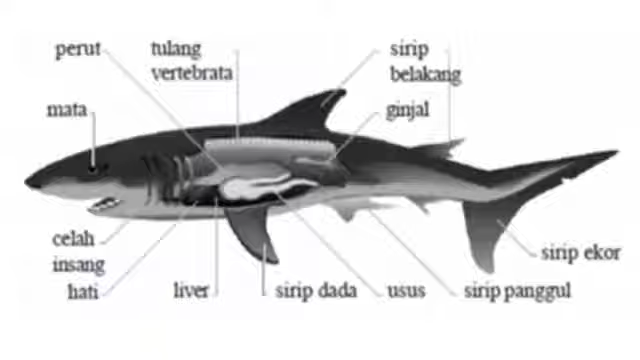 perut
tulang
vertebrata
sirip
belakang
mata
ginjal
celah
insang
hati
liver
sirip dada
usus
sirip panggul
sirip ekor